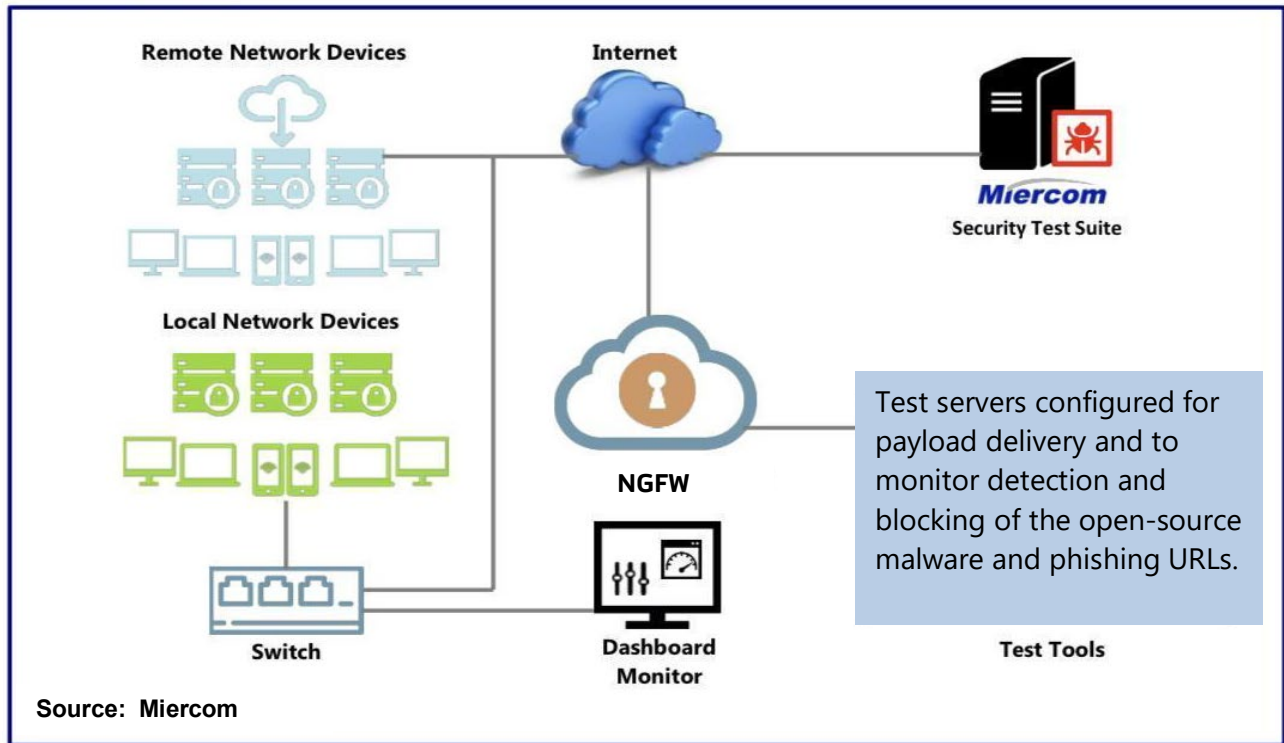 Remote Network Devices
Internet
Miercom
Security Test Suite
Local Network Devices
NGFW
Test servers configured for
payload delivery and to
monitor detection and
blocking of the open-source
malware and phishing URLs.
Switch
Dashboard
Monitor
Test Tools
Source: Miercom